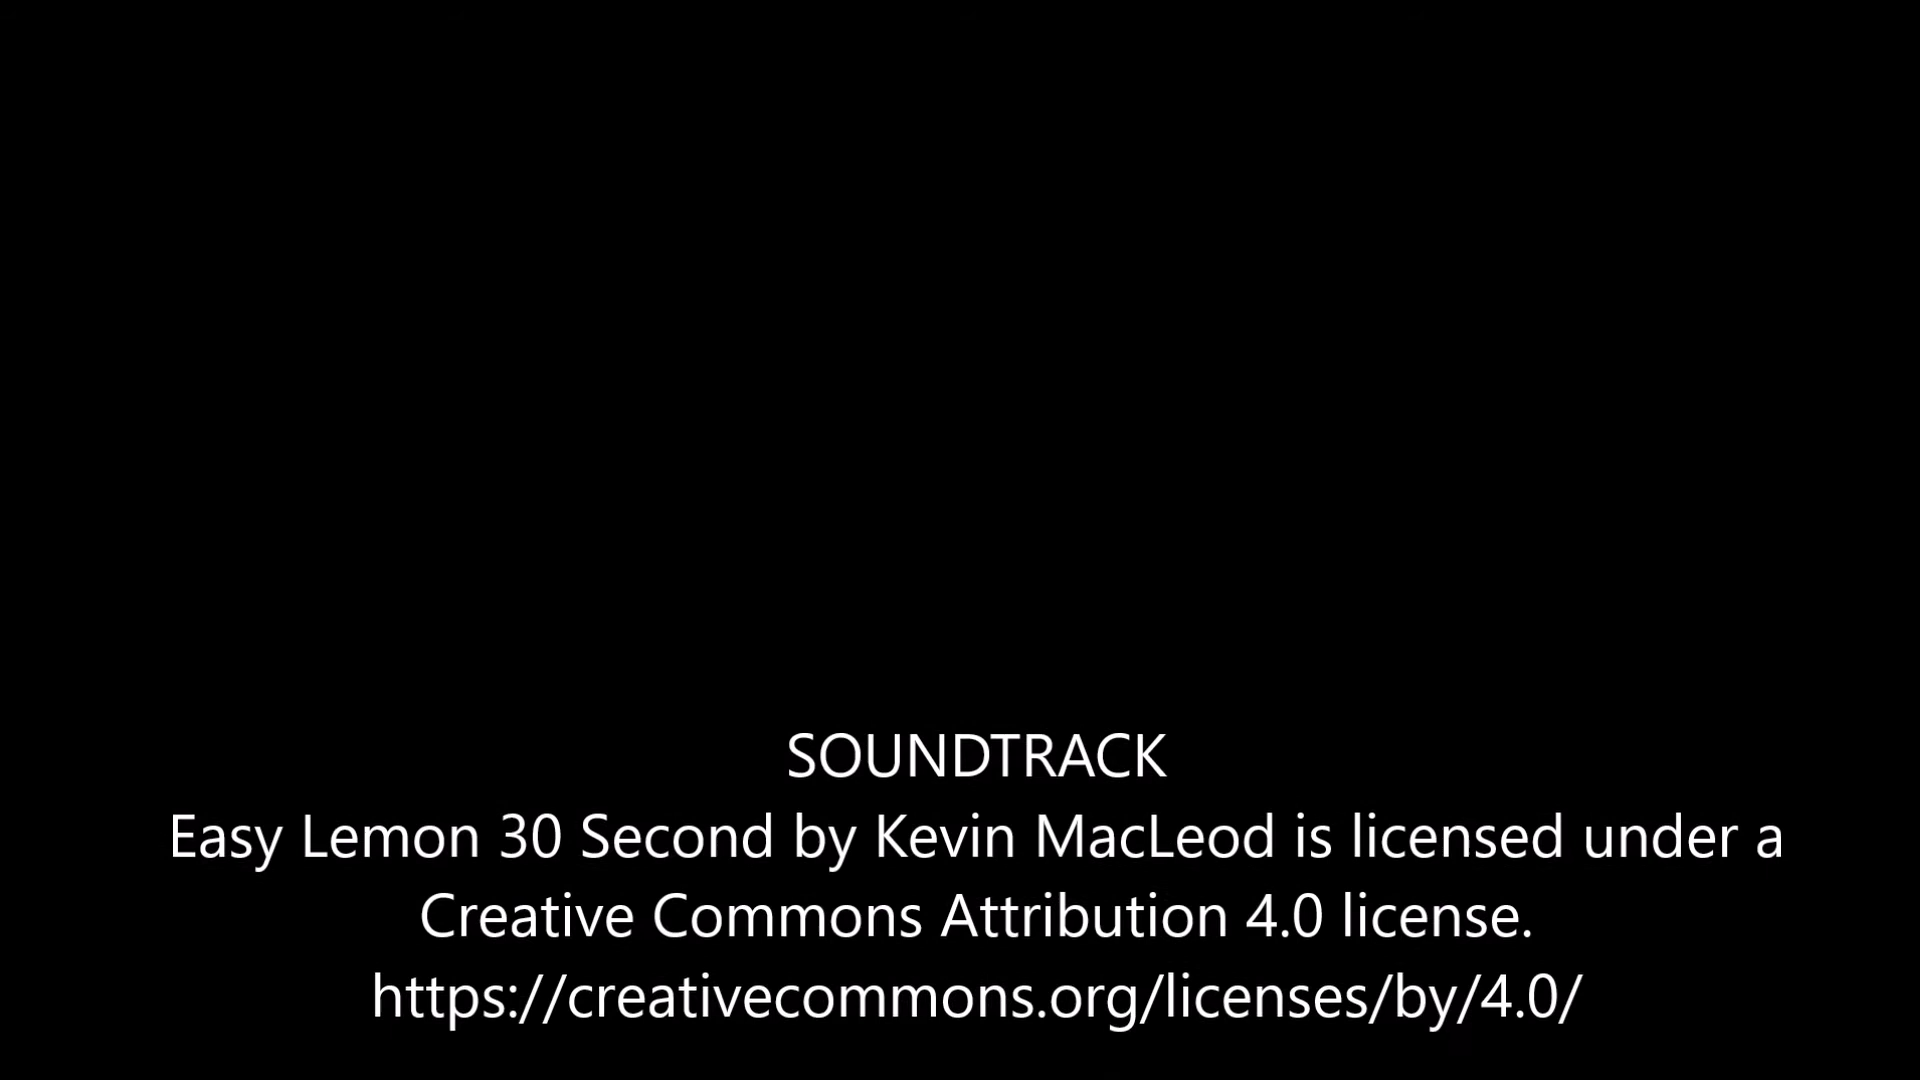 SOUNDTRACK
Easy Lemon 30 Second by Kevin MacLeod is licensed under a
Creative Commons Attribution 4.0 license.
https://creativecommons.org/licenses/by/4.0/